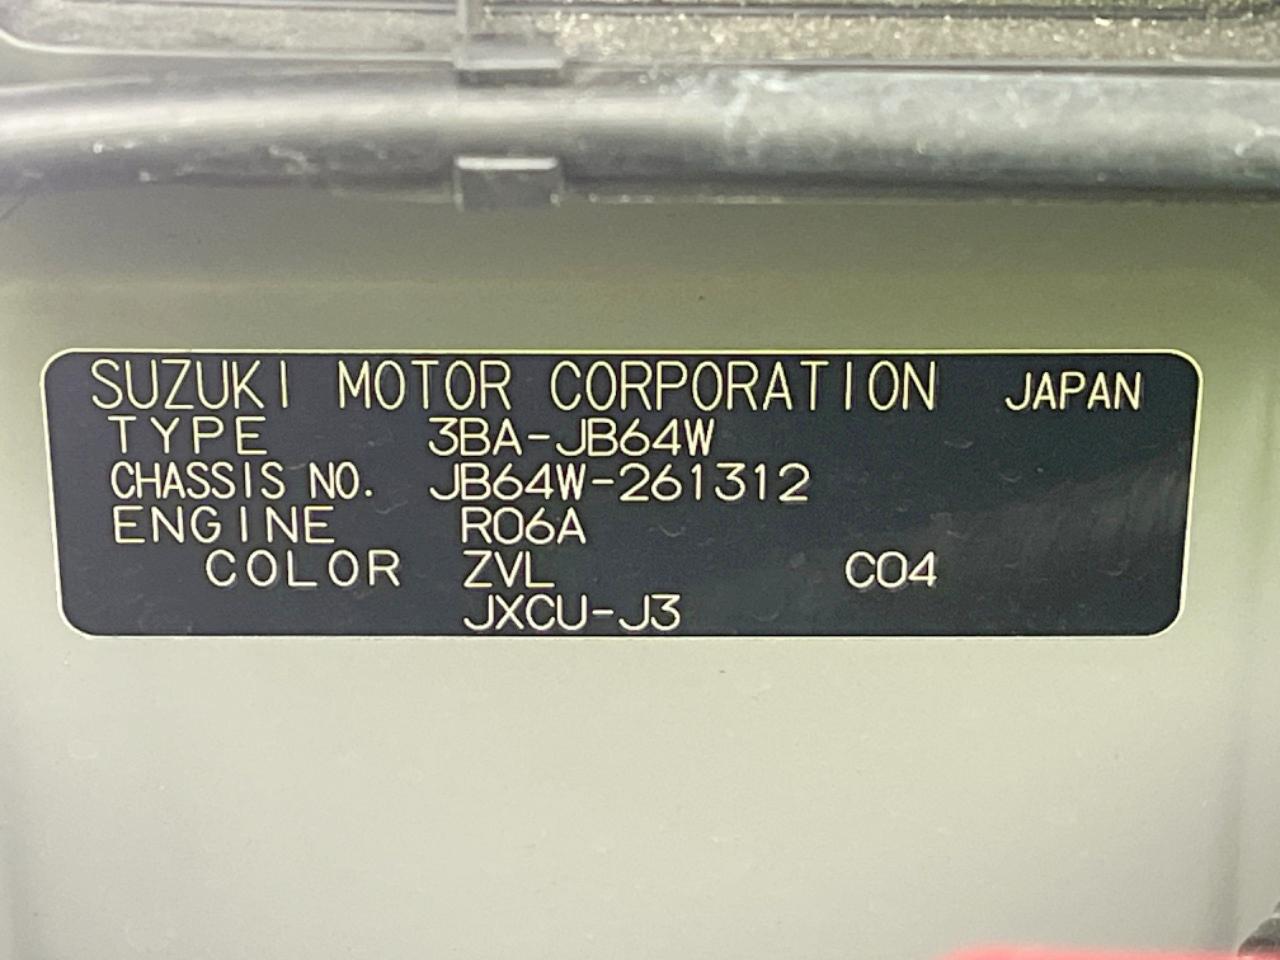 SUZUKI MOTOR CORPORATION JAPAN
TYPE 3BA-JB64W
CHASSIS NO. JB64W-261312
ENGINE R06A
COLOR ZVL C04
JXCU-J3